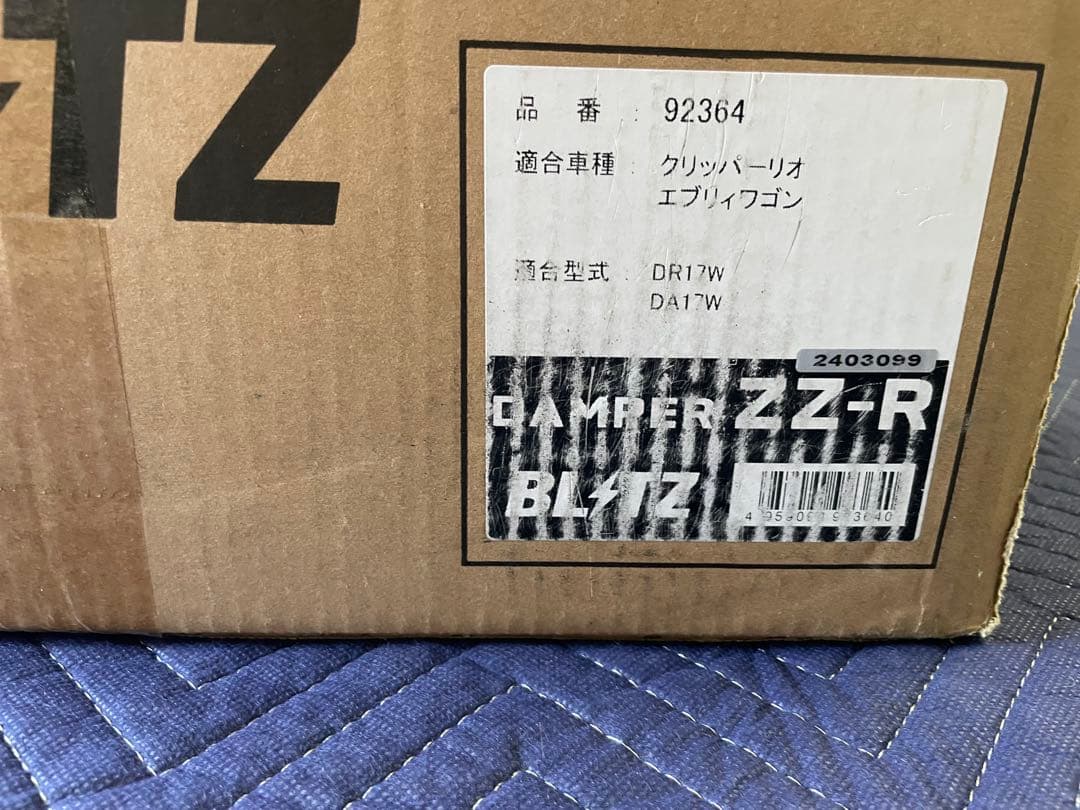 TZ
品 番 : 92364
適合車種 : クリッパーリオ
エブリィワゴン
適合型式 : DR17W
DA17W
2403099
DAMPER ZZ-R
BLITZ